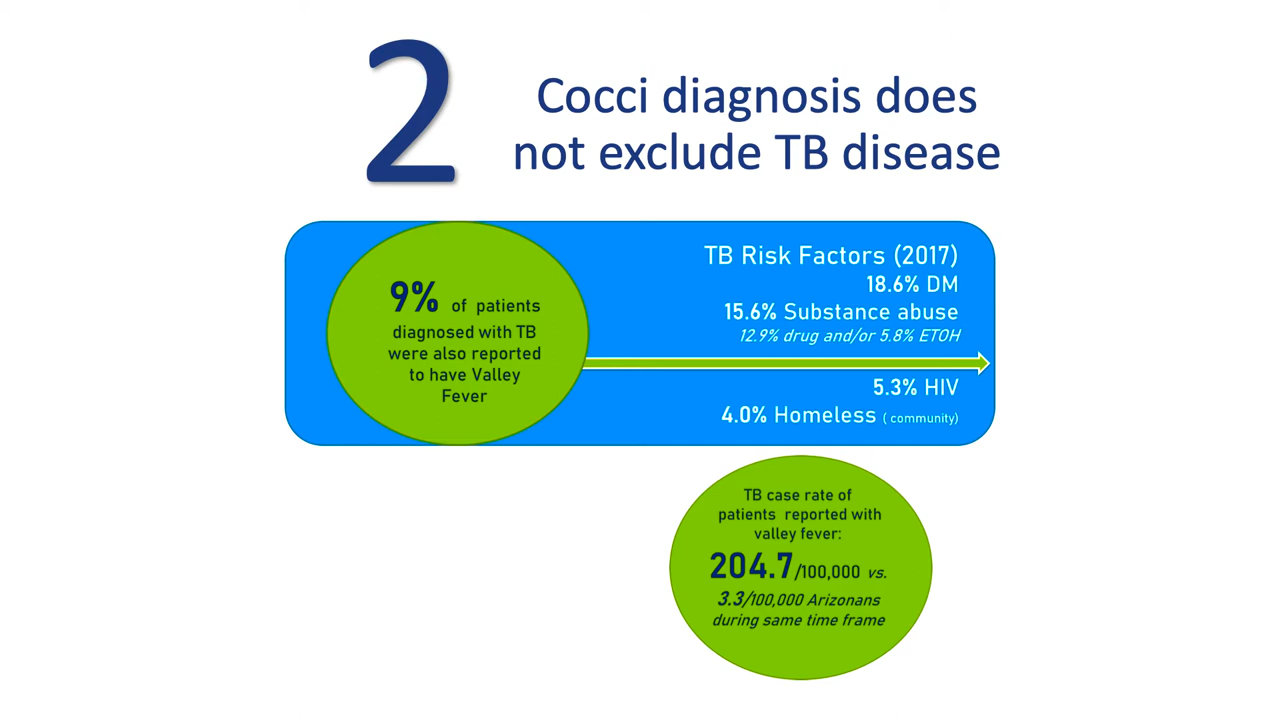 2
Cocci diagnosis does
not exclude TB disease
9% of patients
diagnosed with TB
were also reported
to have Valley
Fever
TB Risk Factors (2017)
18.6% DM
15.6% Substance abuse
12.9% drug and/or 5.8% ETOH
5.3% HIV
4.0% Homeless ( community)
TB case rate of
patients reported with
valley fever:
204.7/100,000 vs.
3.3/100,000 Arizonans
during same time frame